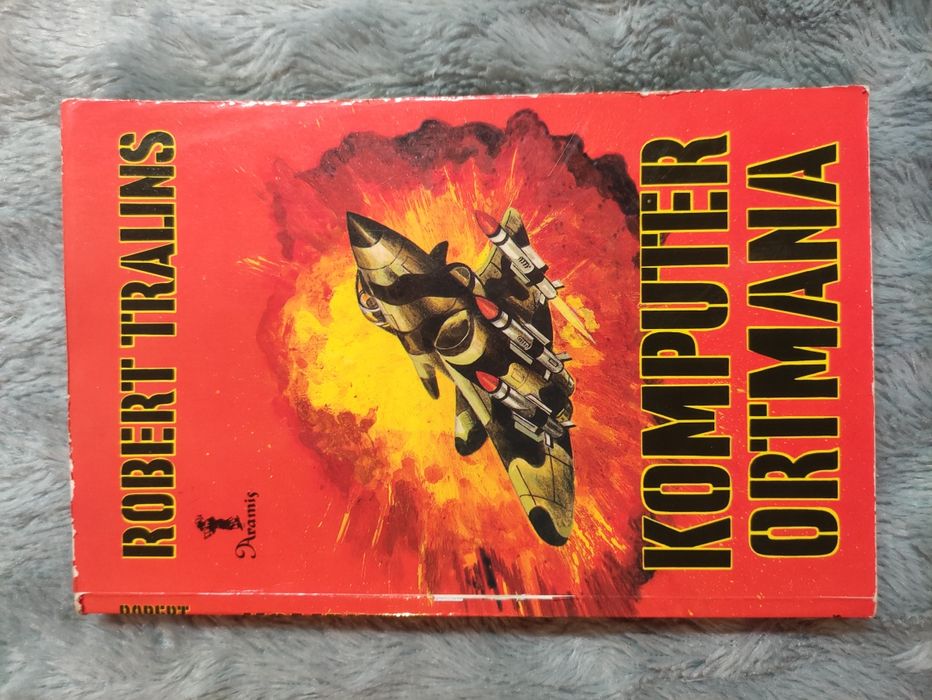 ROBERT TRALINS
Aramis
KOMPUTER
ORTMANA
ROBERT